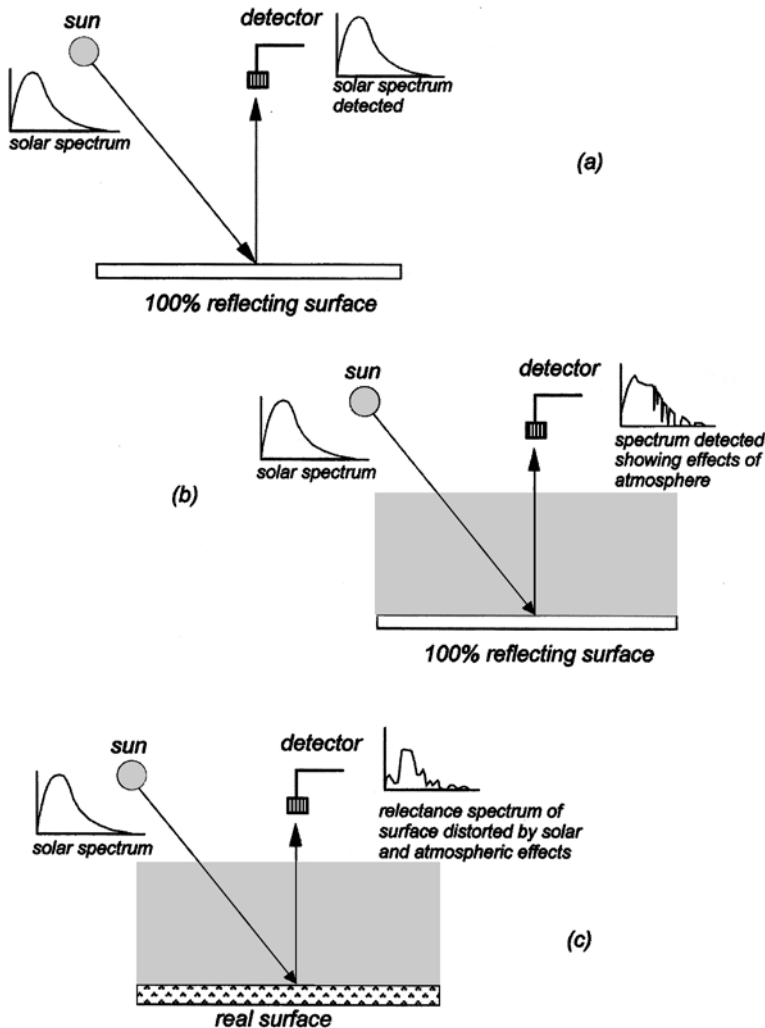 sun
detector
solar spectrum
solar spectrum
detected
(a)
100% reflecting surface
sun
detector
solar spectrum
spectrum detected
showing effects of
atmosphere
(b)
100% reflecting surface
sun
detector
solar spectrum
relectance spectrum of
surface distorted by solar
and atmospheric effects
(c)
real surface